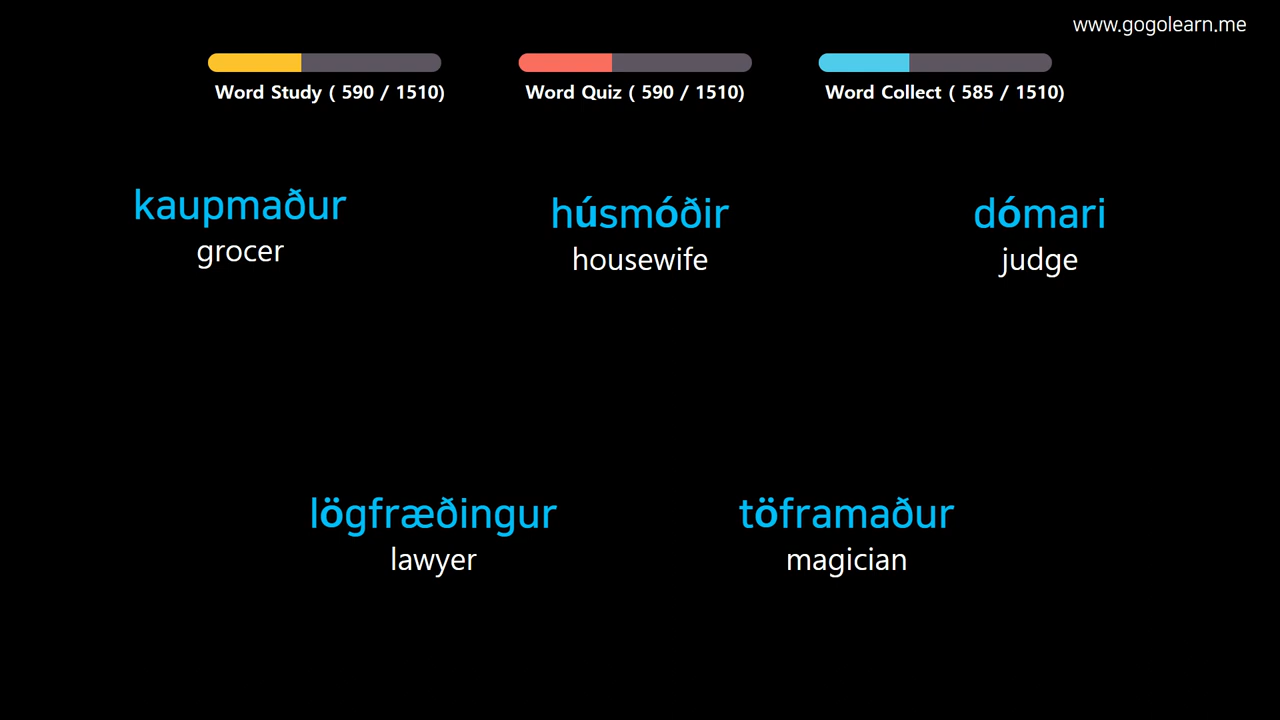 www.gogolearn.me
Word Study ( 590 / 1510)
Word Quiz ( 590 / 1510)
Word Collect ( 585 / 1510)
kaupmaður
grocer
húsmóðir
housewife
dómari
judge
lögfræðingur
lawyer
töframaður
magician